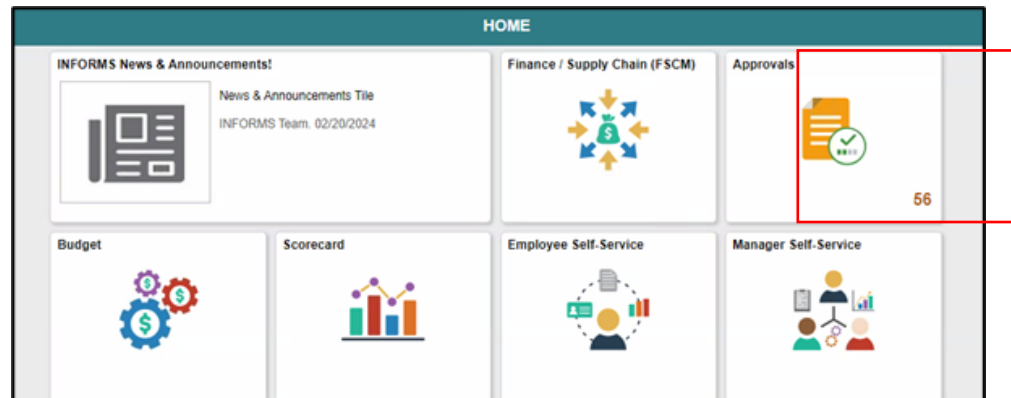 HOME
INFORMS News & Announcements!
News & Announcements Tile
INFORMS Team. 02/20/2024
Finance / Supply Chain (FSCM)
$
Approvals
56
Budget
$
$
$
Scorecard
Employee Self-Service
Manager Self-Service